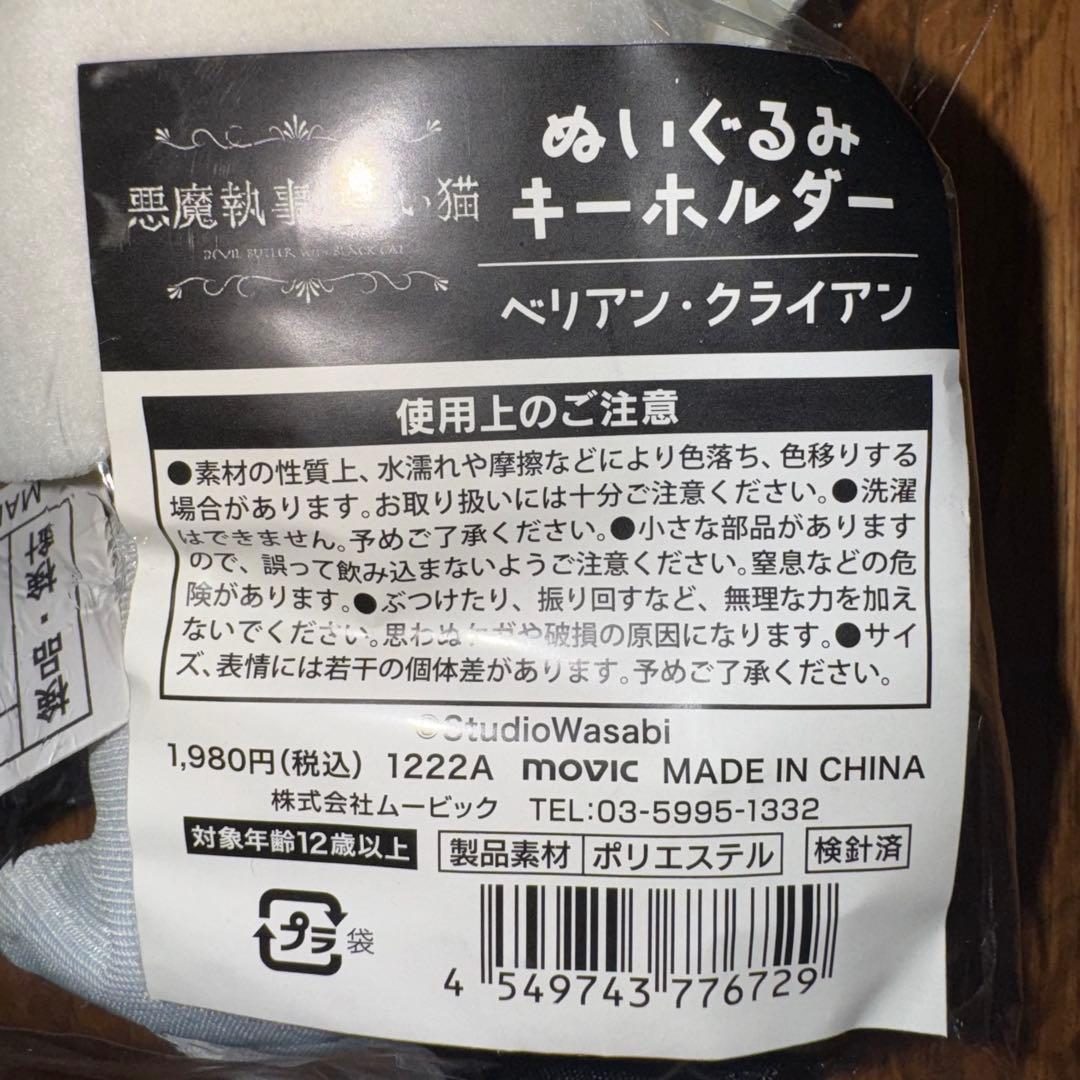 悪魔執事 い猫
DEVIL BUTLER WITH BLACK CAT
ぬいぐるみ
キーホルダー
ベリアン・クライアン
使用上のご注意
●素材の性質上、水濡れや摩擦などにより色落ち、色移りする
場合があります。お取り扱いには十分ご注意ください。●洗濯
はできません。予めご了承ください。●小さな部品があります
ので、誤って飲み込まないようご注意ください。窒息などの危
険があります。●ぶつけたり、振り回すなど、無理な力を加え
ないでください。思わぬケガや破損の原因になります。●サイ
ズ、表情には若干の個体差があります。予めご了承ください。
©StudioWasabi
1,980円(税込) 1222A movic MADE IN CHINA
株式会社ムービック TEL:03-5995-1332
対象年齢12歳以上 製品素材 ポリエステル 検針済
プラ 袋
4 549743 776729
検品・検針